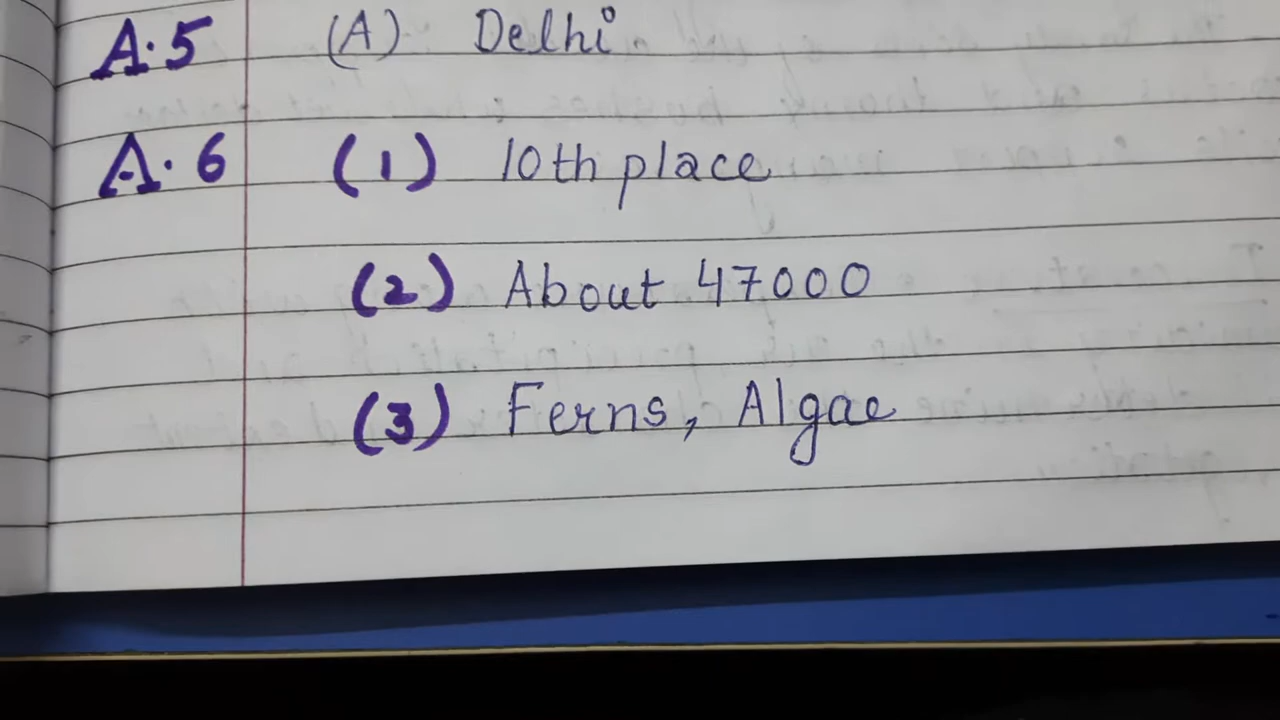 A.5 (A) Delhi.
A.6 (1) 10th place
(2) About 47000
(3) Ferns, Algae